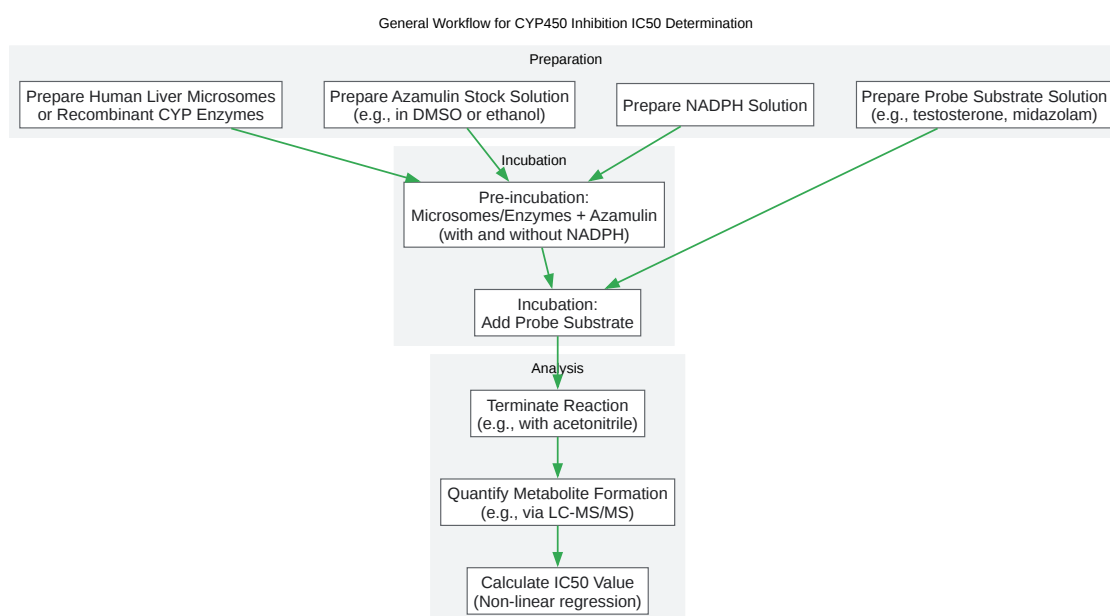 General Workflow for CYP450 Inhibition IC50 Determination
Preparation
Prepare Human Liver Microsomes
or Recombinant CYP Enzymes
Prepare Azamulin Stock Solution
(e.g., in DMSO or ethanol)
Prepare NADPH Solution
Prepare Probe Substrate Solution
(e.g., testosterone, midazolam)
Incubation
Pre-incubation:
Microsomes/Enzymes + Azamulin
(with and without NADPH)
Incubation:
Add Probe Substrate
Analysis
Terminate Reaction
(e.g., with acetonitrile)
Quantify Metabolite Formation
(e.g., via LC-MS/MS)
Calculate IC50 Value
(Non-linear regression)